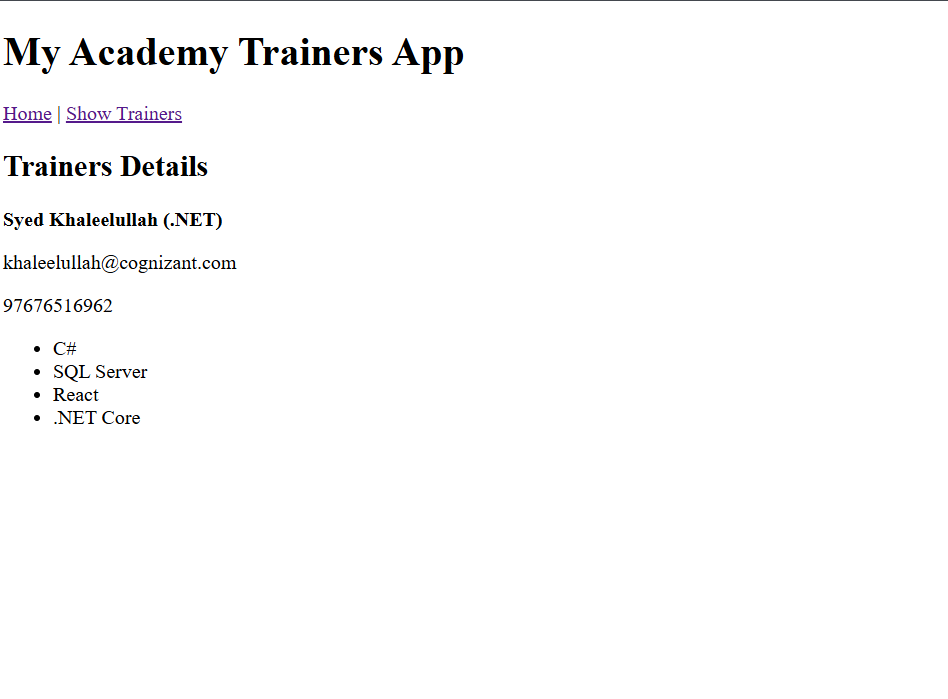 My Academy Trainers App
Home | Show Trainers
Trainers Details
Syed Khaleelullah (.NET)
khaleelullah@cognizant.com
97676516962
C#
SQL Server
React
.NET Core